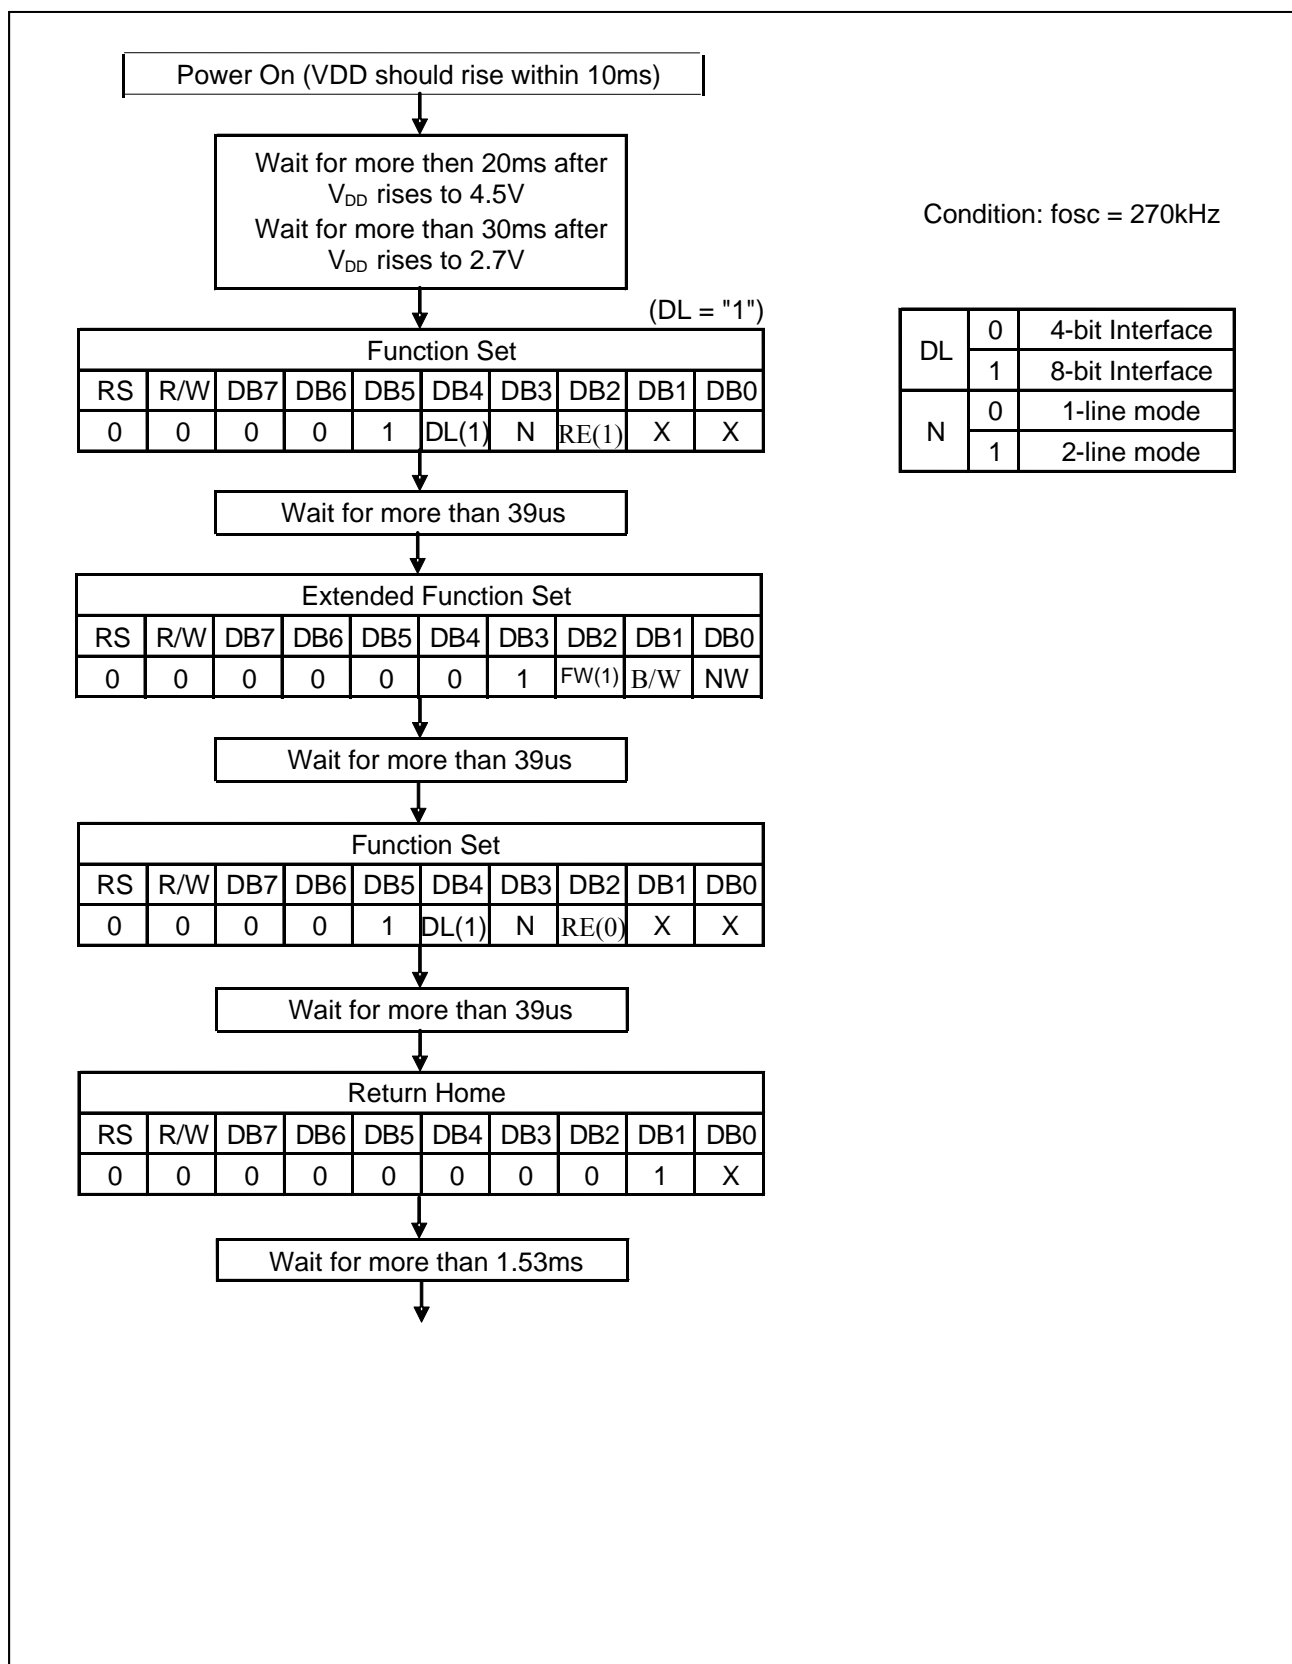 Power On (VDD should rise within 10ms)
Wait for more then 20ms after
VDD rises to 4.5V
Wait for more than 30ms after
VDD rises to 2.7V
Condition: fosc = 270kHz
(DL = "1")
Function Set
RS R/W DB7 DB6 DB5 DB4 DB3 DB2 DB1 DB0
0 0 0 0 1 DL(1) N RE(1) X X
DL 0 4-bit Interface
1 8-bit Interface
N 0 1-line mode
1 2-line mode
Wait for more than 39us
Extended Function Set
RS R/W DB7 DB6 DB5 DB4 DB3 DB2 DB1 DB0
0 0 0 0 0 0 1 FW(1) B/W NW
Wait for more than 39us
Function Set
RS R/W DB7 DB6 DB5 DB4 DB3 DB2 DB1 DB0
0 0 0 0 1 DL(1) N RE(0) X X
Wait for more than 39us
Return Home
RS R/W DB7 DB6 DB5 DB4 DB3 DB2 DB1 DB0
0 0 0 0 0 0 0 0 1 X
Wait for more than 1.53ms